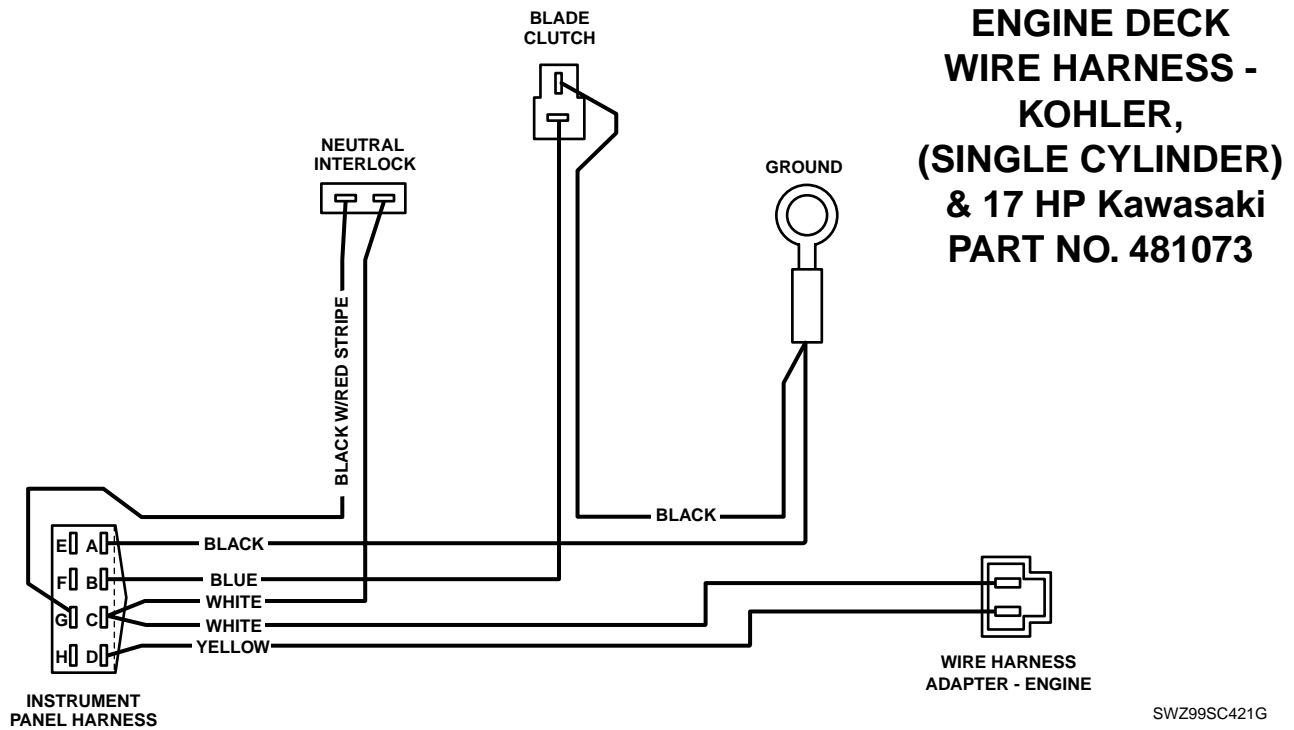 BLADE
CLUTCH
ENGINE DECK
WIRE HARNESS -
KOHLER,
(SINGLE CYLINDER)
& 17 HP Kawasaki
PART NO. 481073
NEUTRAL
INTERLOCK
GROUND
BLACK W/RED STRIPE
BLACK
E A
BLACK
F B
BLUE
WHITE
G C
WHITE
H D
YELLOW
WIRE HARNESS
ADAPTER - ENGINE
INSTRUMENT
PANEL HARNESS
SWZ99SC421G